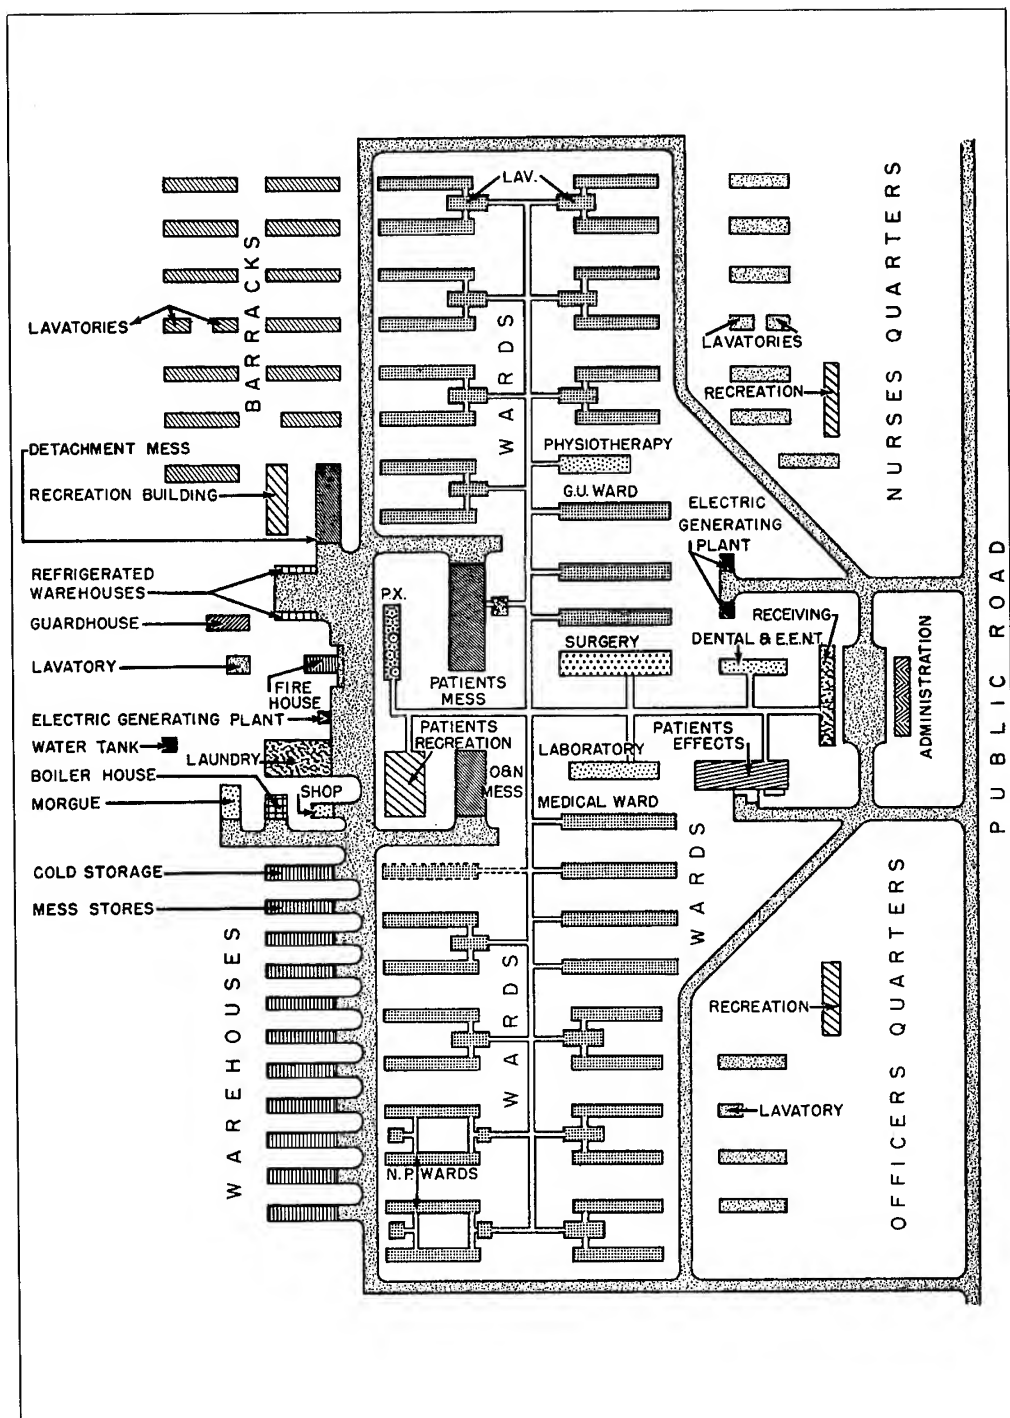 LAV.
BARRACKS
WARDS
NURSES QUARTERS
LAVATORIES
LAVATORIES
RECREATION
DETACHMENT MESS
RECREATION BUILDING
PHYSIOTHERAPY
G.U. WARD
ELECTRIC
GENERATING
PLANT
REFRIGERATED
WAREHOUSES
GUARDHOUSE
P.X.
RECEIVING
SURGERY
DENTAL & E.E.N.T.
LAVATORY
FIRE
HOUSE
PATIENTS
MESS
ADMINISTRATION
PUBLIC ROAD
ELECTRIC GENERATING PLANT
WATER TANK
LAUNDRY
BOILER HOUSE
MORGUE
SHOP
PATIENTS
RECREATION
O&N
MESS
LABORATORY
PATIENTS
EFFECTS
MEDICAL WARD
COLD STORAGE
MESS STORES
WARDS
WAREHOUSES
WARDS
RECREATION
OFFICERS QUARTERS
LAVATORY
N.P. WARDS